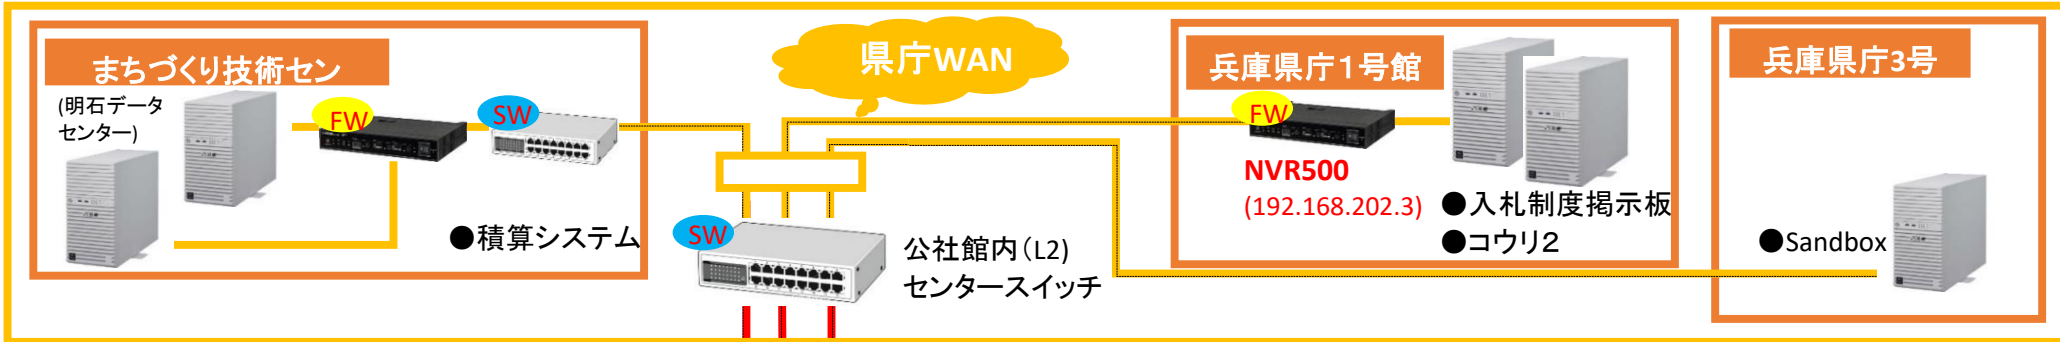 まちづくり技術セン
(明石データ
センター)
FW
SW
●積算システム
県庁WAN
SW
公社館内(L2)
センタースイッチ
兵庫県庁1号館
FW
NVR500
(192.168.202.3)
●入札制度掲示板
●コウリ2
兵庫県庁3号
●Sandbox